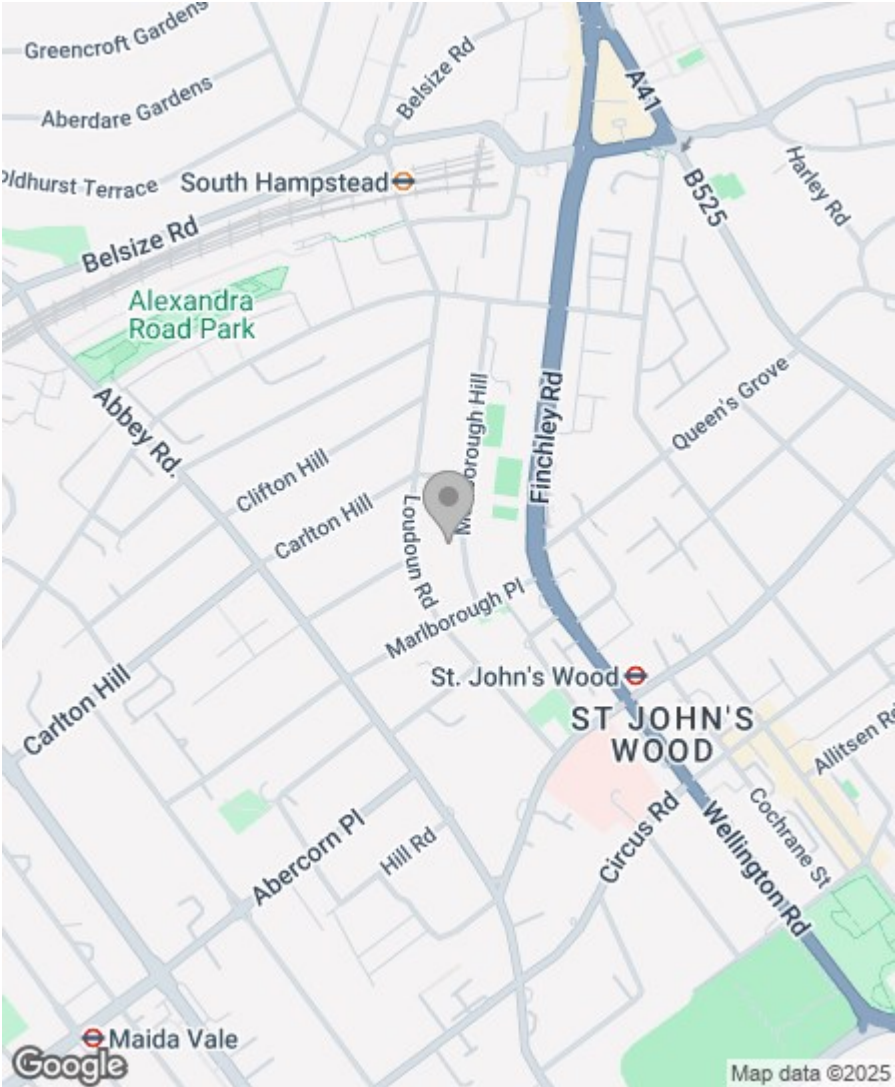 Greencroft Gardens
Belsize Rd
A41
Aberdare Gardens
Harley Rd
Terrace
South Hampstead
B525
Belsize Rd
Alexandra
Road Park
Queen's Grove
Finchley Rd
Hill
Abbey Rd.
Clifton Hill
Carlton Hill
Loudoun Rd
Marlborough Pl
St. John's Wood
Carlton Hill
ST JOHN'S
WOOD
Allitsen Rd
Cochrane St
Circus Rd
Wellington Rd
Abercorn Pl
Hill Rd
Maida Vale
Google
Map data ©2025